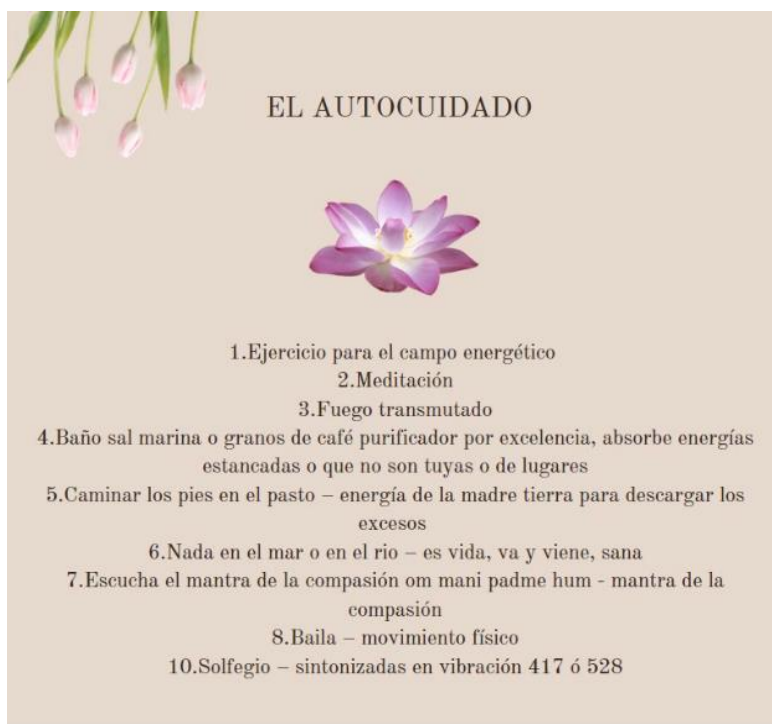 EL AUTOCUIDADO
1.Ejercicio para el campo energético
2.Meditación
3.Fuego transmutado
4.Baño sal marina o granos de café purificador por excelencia, absorbe energías
estancadas o que no son tuyas o de lugares
5.Caminar los pies en el pasto – energía de la madre tierra para descargar los
excesos
6.Nada en el mar o en el rio – es vida, va y viene, sana
7.Escucha el mantra de la compasión om mani padme hum - mantra de la
compasión
8.Baila – movimiento físico
10.Solfegio – sintonizadas en vibración 417 ó 528